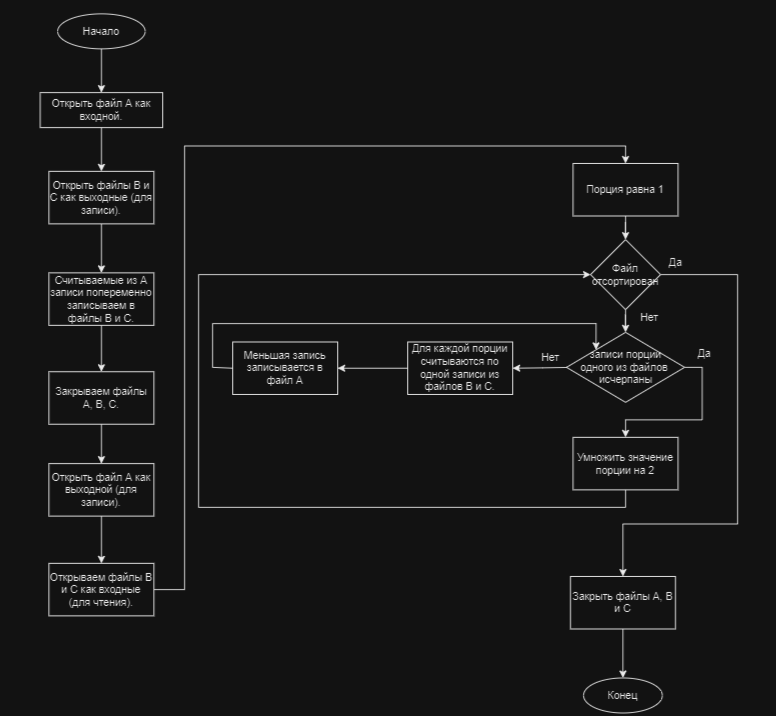 Начало
Открыть файл А как
входной.
Открыть файлы В и
С как выходные (для
записи).
Считываемые из А
записи попеременно
записываем в
файлы В и С.
Закрываем файлы
А, В, С.
Открыть файл А как
выходной (для
записи).
Открываем файлы В
и С как входные
(для чтения).
Порция равна 1
Файл
отсортирован
Да
Нет
записи порции
одного из файлов
исчерпаны
Да
Нет
Для каждой порции
считываются по
одной записи из
файлов В и С.
Меньшая запись
записывается в
файл А
Умножить значение
порции на 2
Закрыть файлы А, В
и С
Конец